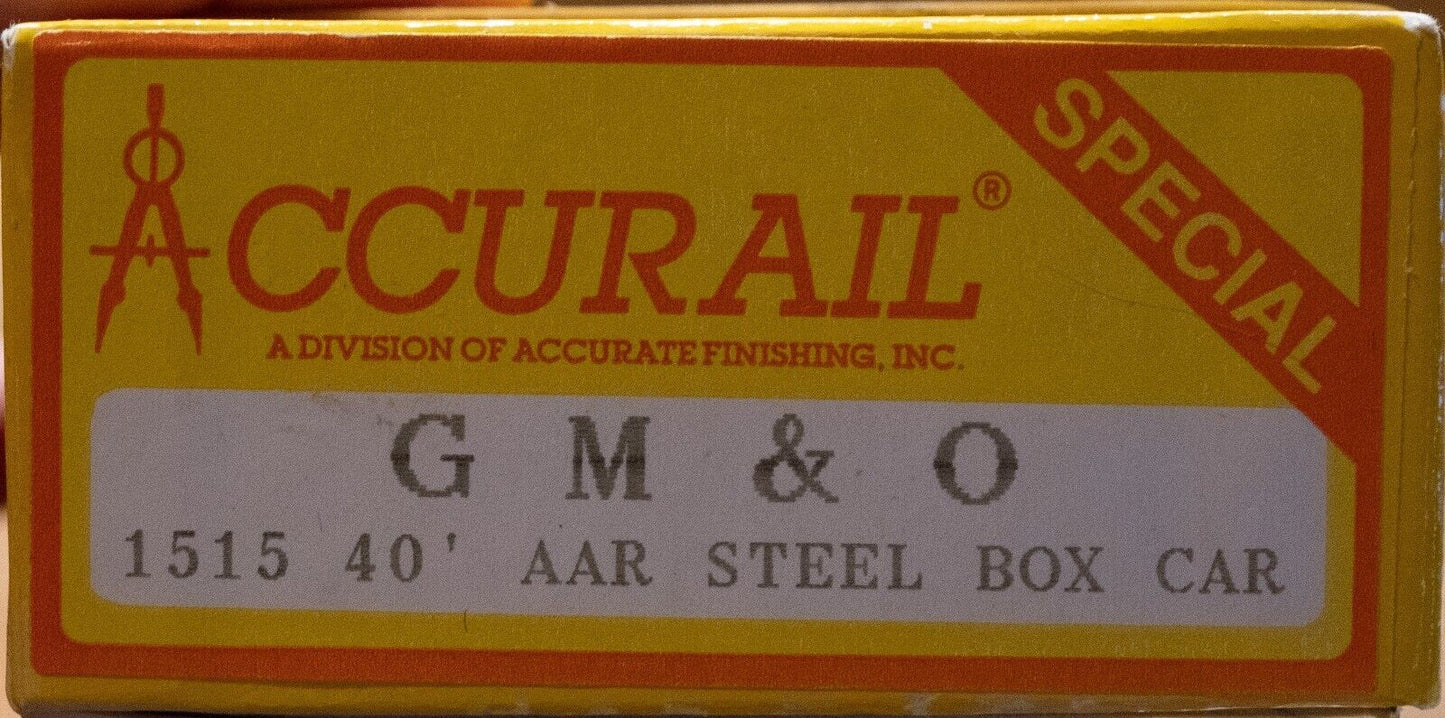 ACCURAIL®
SPECIAL
A DIVISION OF ACCURATE FINISHING, INC.
G M & O
1515 40' AAR STEEL BOX CAR